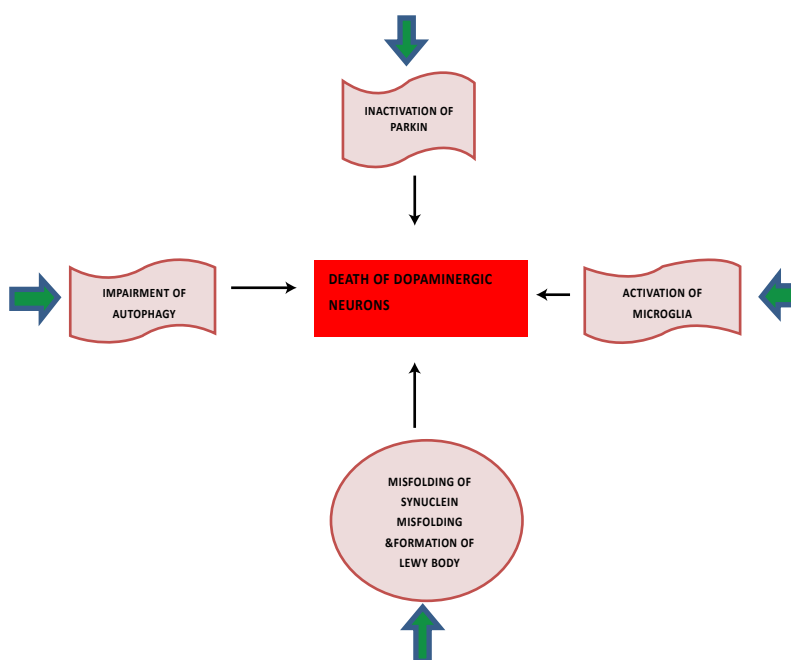 INACTIVATION OF
PARKIN
IMPAIRMENT OF
AUTOPHAGY
DEATH OF DOPAMINERGIC
NEURONS
ACTIVATION OF
MICROGLIA
MISFOLDING OF
SYNUCLEIN
MISFOLDING
&FORMATION OF
LEWY BODY